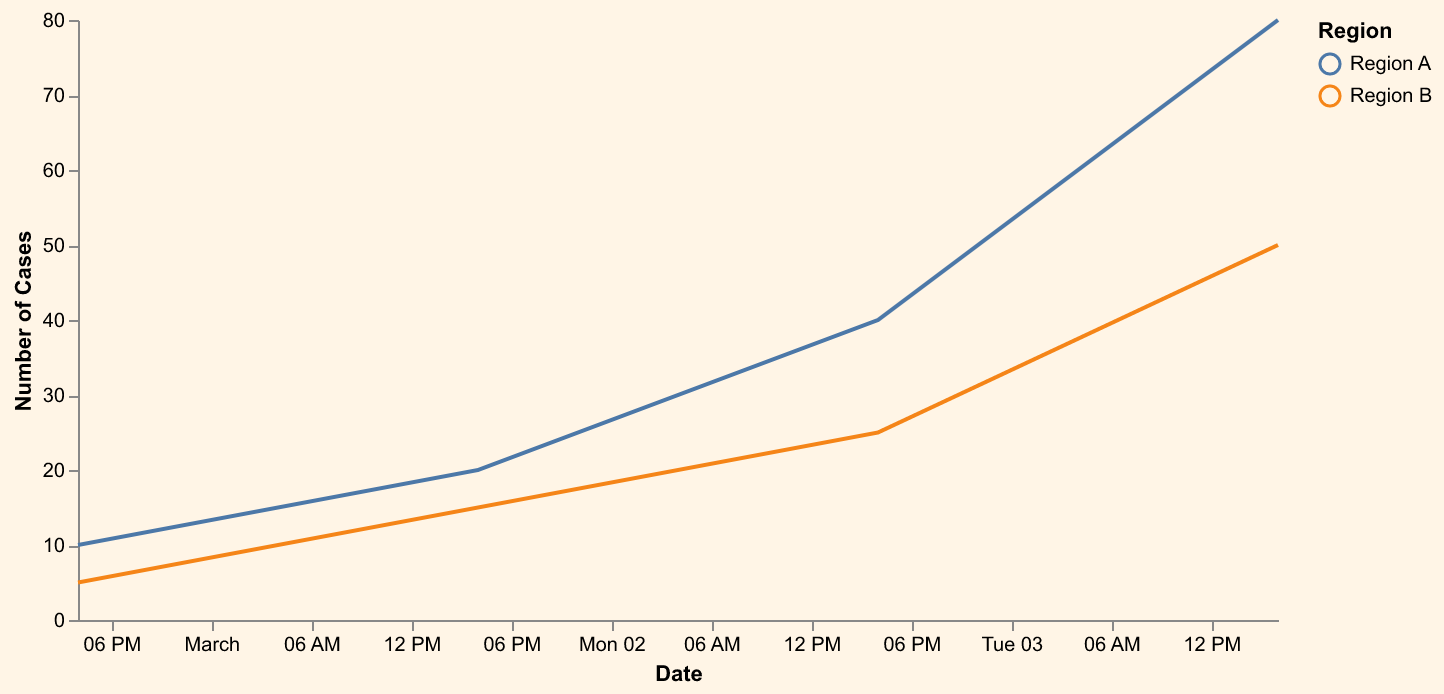 80
70
60
50
40
30
20
10
0
Number of Cases
06 PM March 06 AM 12 PM 06 PM Mon 02 06 AM 12 PM 06 PM Tue 03 06 AM 12 PM
Date
Region
Region A
Region B